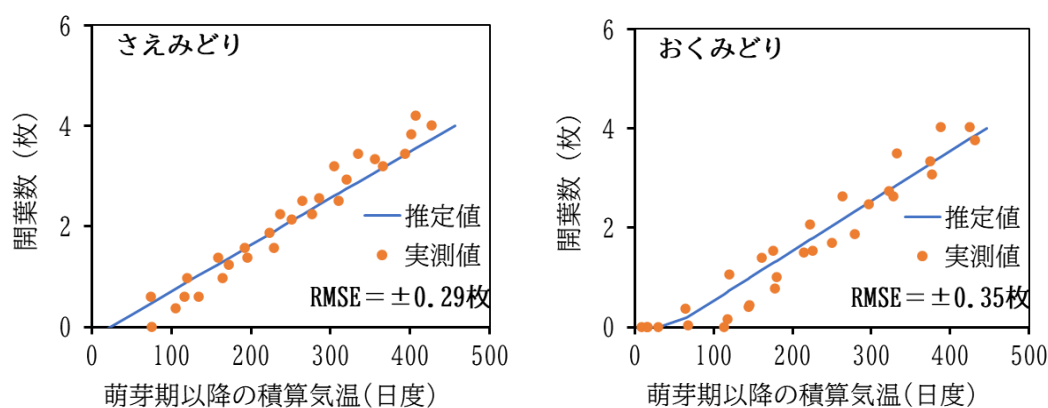 さえみどり
開葉数（枚）
6
4
2
0
推定値
実測値
RMSE＝±0.29枚
0 100 200 300 400 500
萌芽期以降の積算気温(日度)
おくみどり
開葉数（枚）
6
4
2
0
推定値
実測値
RMSE＝±0.35枚
0 100 200 300 400 500
萌芽期以降の積算気温(日度)